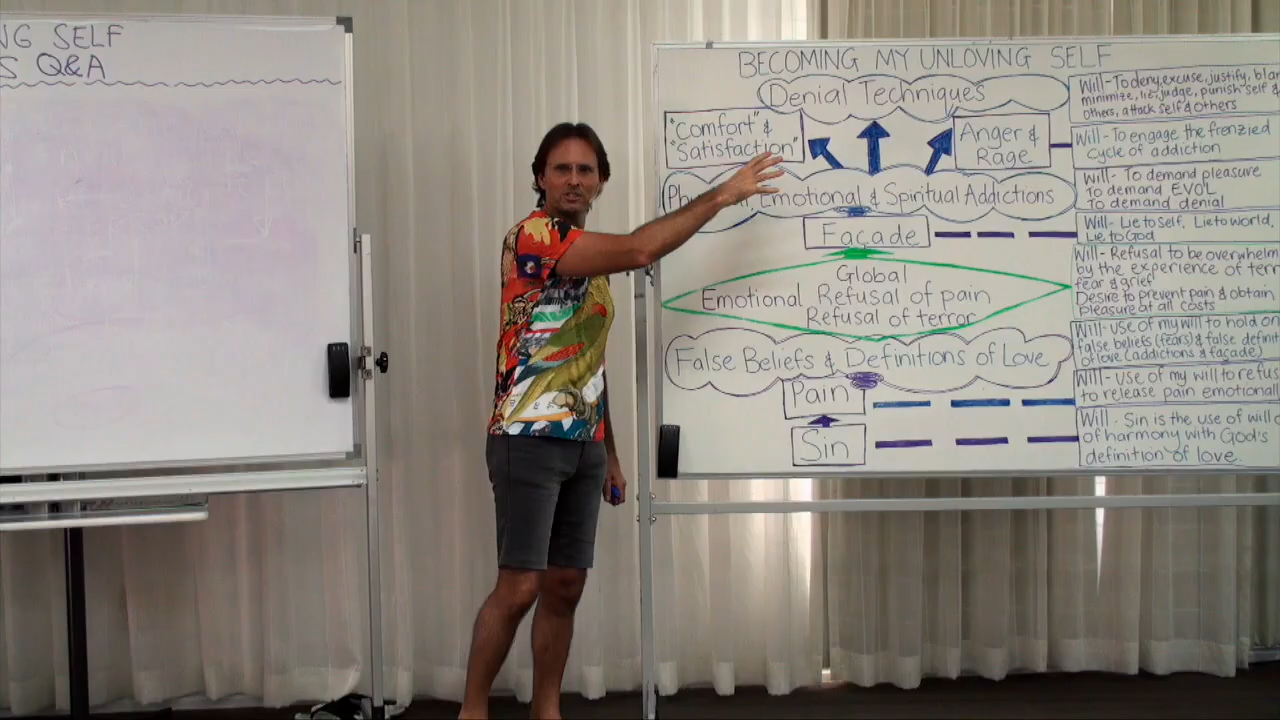 NG SELF
S Q&A
BECOMING MY UNLOVING SELF
Denial Techniques
"Comfort" &
"Satisfaction"
Anger &
Rage
Emotional & Spiritual Addictions
Façade
Global
Emotional Refusal of pain
Refusal of terror
False Beliefs & Definitions of Love
Pain
Sin
Will - To deny, excuse, justify,
minimize, lie, judge, punish self &
others, attack self & others
Will - To engage the frenzied
cycle of addiction
Will - To demand pleasure
To demand EVOL
To demand denial
Will - Lie to self, Lie to world,
Lie to God
Will - Refusal to be overwhelm
by the experience of terr
fear & grief
Desire to prevent pain & obtain
pleasure at all costs
Will - Use of my will to hold on
false beliefs (fears) & false definit
of love (addictions & façade)
Will - Use of my will to refus
to release pain emotional
Will - Sin is the use of will o
of harmony with God's
definition of love